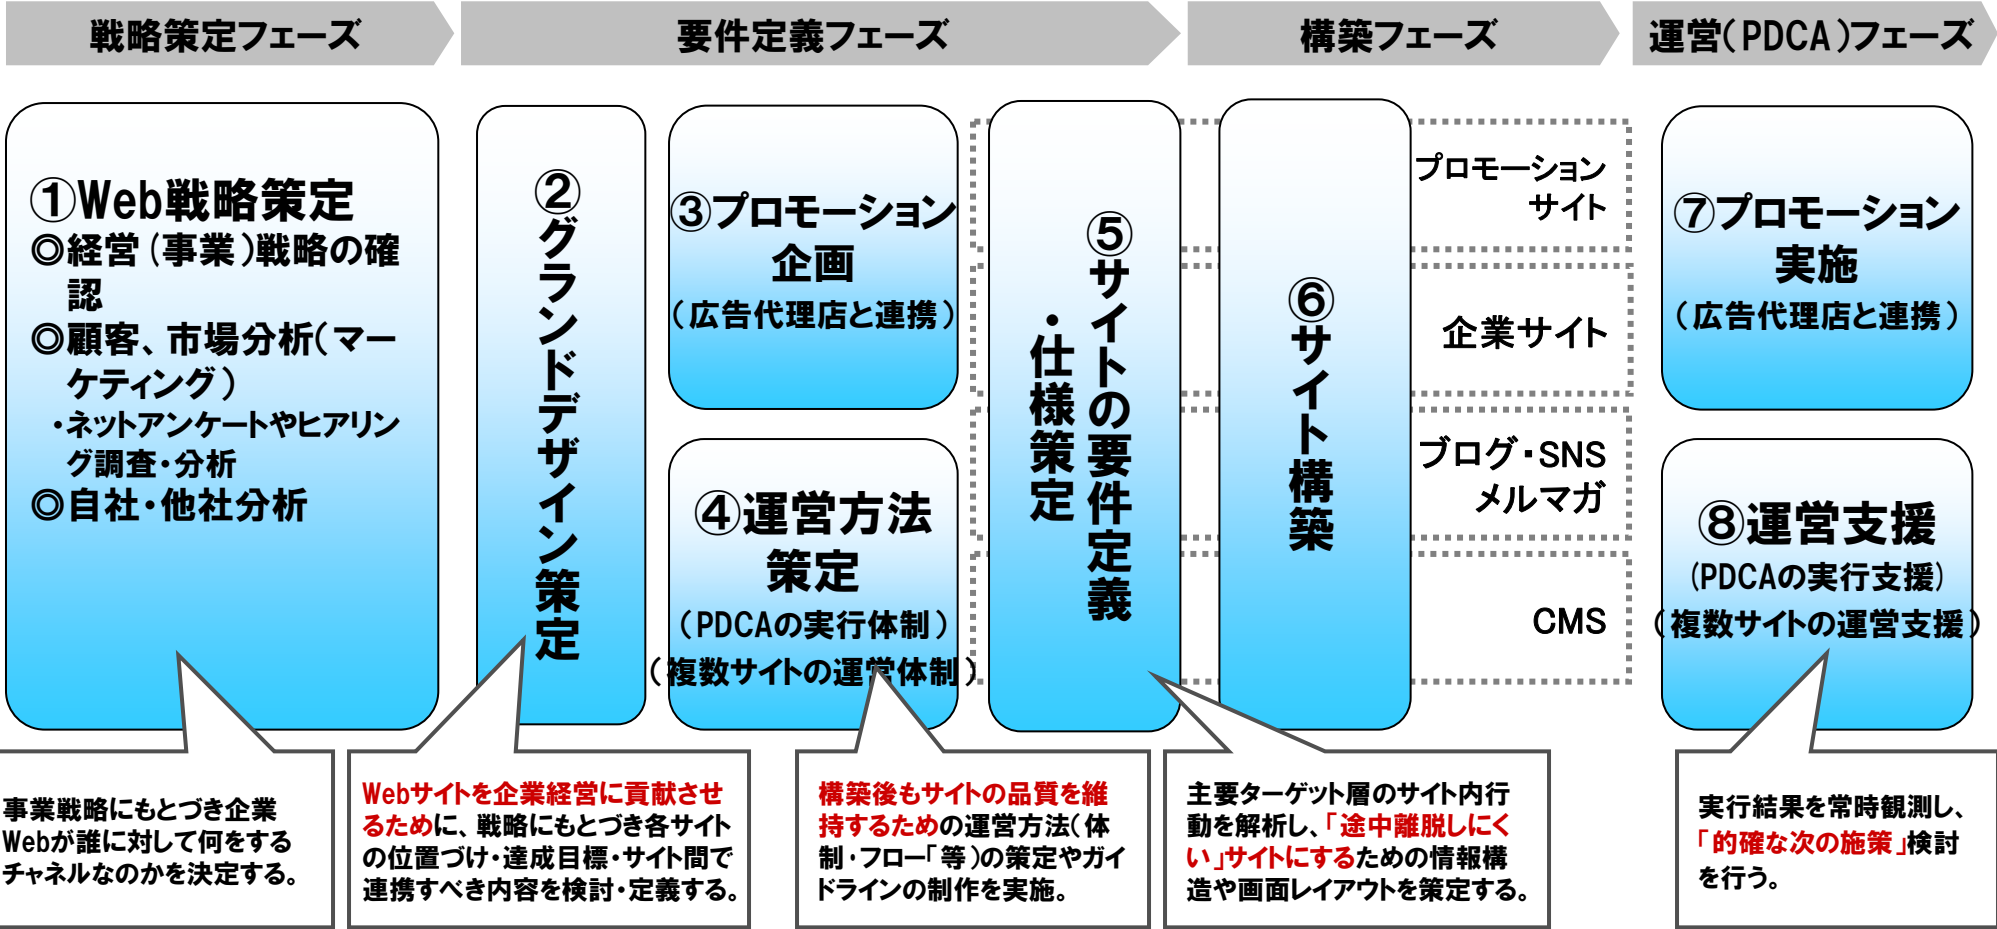 戦略策定フェーズ
要件定義フェーズ
構築フェーズ
運営(PDCA)フェーズ
①Web戦略策定
◎経営(事業)戦略の確
認
◎顧客、市場分析(マー
ケティング)
・ネットアンケートやヒアリン
グ調査・分析
◎自社・他社分析
②グランドデザイン策定
③プロモーション
企画
(広告代理店と連携)
④運営方法
策定
(PDCAの実行体制)
(複数サイトの運営体制)
⑤サイトの要件定義
・仕様策定
⑥サイト構築
プロモーション
サイト
企業サイト
ブログ・SNS
メルマガ
CMS
⑦プロモーション
実施
(広告代理店と連携)
⑧運営支援
(PDCAの実行支援)
(複数サイトの運営支援)
事業戦略にもとづき企業
Webが誰に対して何をする
チャネルなのかを決定する。
Webサイトを企業経営に貢献させ
るために、戦略にもとづき各サイト
の位置づけ・達成目標・サイト間で
連携すべき内容を検討・定義する。
構築後もサイトの品質を維
持するための運営方法(体
制・フロー「等)の策定やガイ
ドラインの制作を実施。
主要ターゲット層のサイト内行
動を解析し、「途中離脱しにく
い」サイトにするための情報構
造や画面レイアウトを策定する。
実行結果を常時観測し、
「的確な次の施策」検討
を行う。